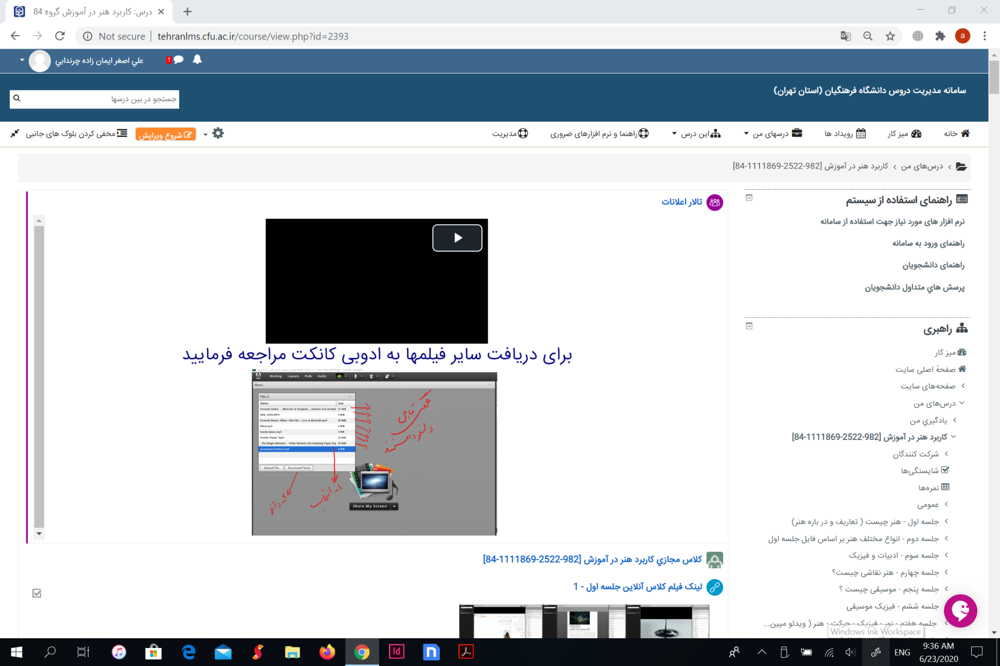 درس: کاربرد هنر در آموزش گروه 84
Not secure
tehranlms.cfu.ac.ir/course/view.php?id=2393
a
علي اصغر ايمان زاده چرندابي
1
سامانه مدیریت دروس دانشگاه فرهنگیان (استان تهران)
جستجو در بین درسها
خانه
میز کار
رویداد ها
درسهای من
این درس
راهنما و نرم افزارهای ضروری
مدیریت
شروع ویرایش
مخفی کردن بلوک های جانبی
درس‌های من › کاربرد هنر در آموزش [982-2522-1111869-84]
راهنمای استفاده از سیستم
نرم افزار های مورد نیاز جهت استفاده از سامانه
راهنمای ورود به سامانه
راهنمای دانشجویان
پرسش هاي متداول دانشجویان
راهبری
میز کار
صفحهٔ اصلی سایت
صفحه‌های سایت
درس‌های من
يادگيري من
کاربرد هنر در آموزش [982-2522-1111869-84]
شرکت کنندگان
شایستگی‌ها
نمره‌ها
عمومی
جلسه اول - هنر چیست ( تعاریف و در باره هنر)
جلسه دوم - انواع مختلف هنر بر اساس فایل جلسه اول
جلسه سوم - ادبیات و فیزیک
جلسه چهارم - هنر نقاشی چیست؟
جلسه پنجم - موسیقی چیست ؟
جلسه ششم - فیزیک موسیقی
جلسه هفتم - نور - فیزیک - حرکت - هنر ( ویدئو مپین...
Windows Ink Workspace
تالار اعلانات
برای دریافت سایر فیلمها به ادوبی کانکت مراجعه فرمایید
Meeting Layouts Pods Audio
Share
Files 2
Name Size
Kourosh Zolani - _Memoirs of Sangesar_, Santour and orchest 27 MB
IMG_3292.MP4 9 MB
Kourosh Zolani, When I Met Her - Live at Skirball.mp4 29 MB
Wind.mp3 6 MB
honda baran.mp4 5 MB
Honda 'Paper'.mp4 22 MB
_The Magic Moment_ - Peter Dahmen the Amazing Paper Eng 29 MB
samphony harakat.mp4 6 MB
Upload File... Download File(s)
۱- انتخاب
Share My Screen
کلاس مجازي کاربرد هنر در آموزش [982-2522-1111869-84]
لینک فیلم کلاس آنلاین جلسه اول - 1
Id
ENG
9:36 AM
6/23/2020